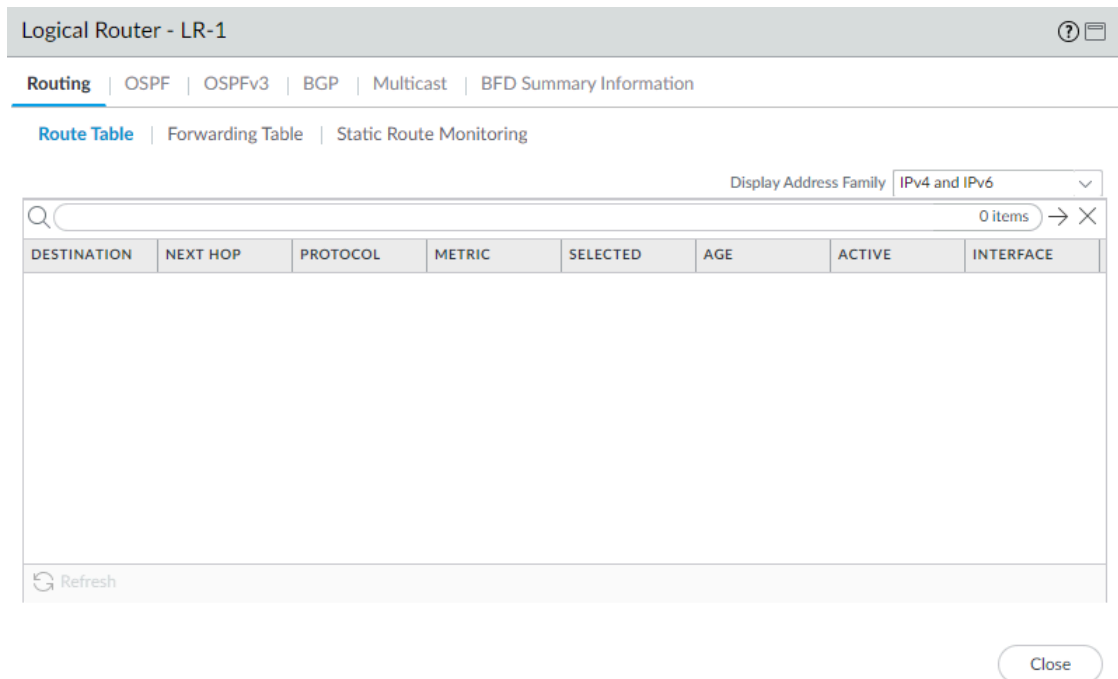 Logical Router - LR-1
Routing | OSPF | OSPFv3 | BGP | Multicast | BFD Summary Information
Route Table | Forwarding Table | Static Route Monitoring
Display Address Family IPv4 and IPv6
0 items
DESTINATION NEXT HOP PROTOCOL METRIC SELECTED AGE ACTIVE INTERFACE
Refresh
Close